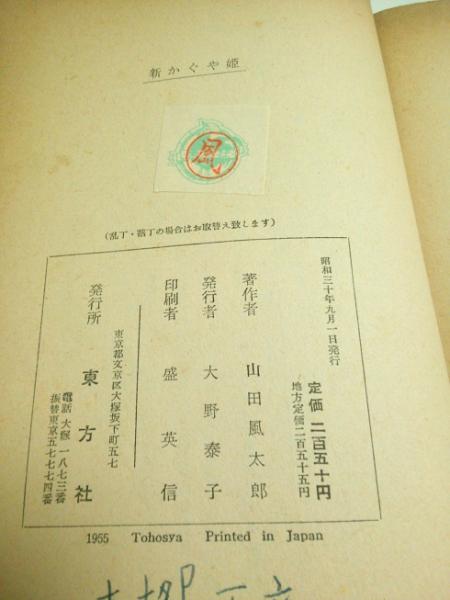 新かぐや姫
風
(乱丁・落丁の場合はお取替え致します)
昭和三十年九月一日発行
定価 二百五十円
地方定価二百五十五円
著作者 山田風太郎
発行者 大野泰子
印刷者 盛英信
東京都文京区大塚坂下町五七
発行所 東方社
電話 大塚 一八七三番
振替東京五七七七四番
1955 Tohosya Printed in Japan